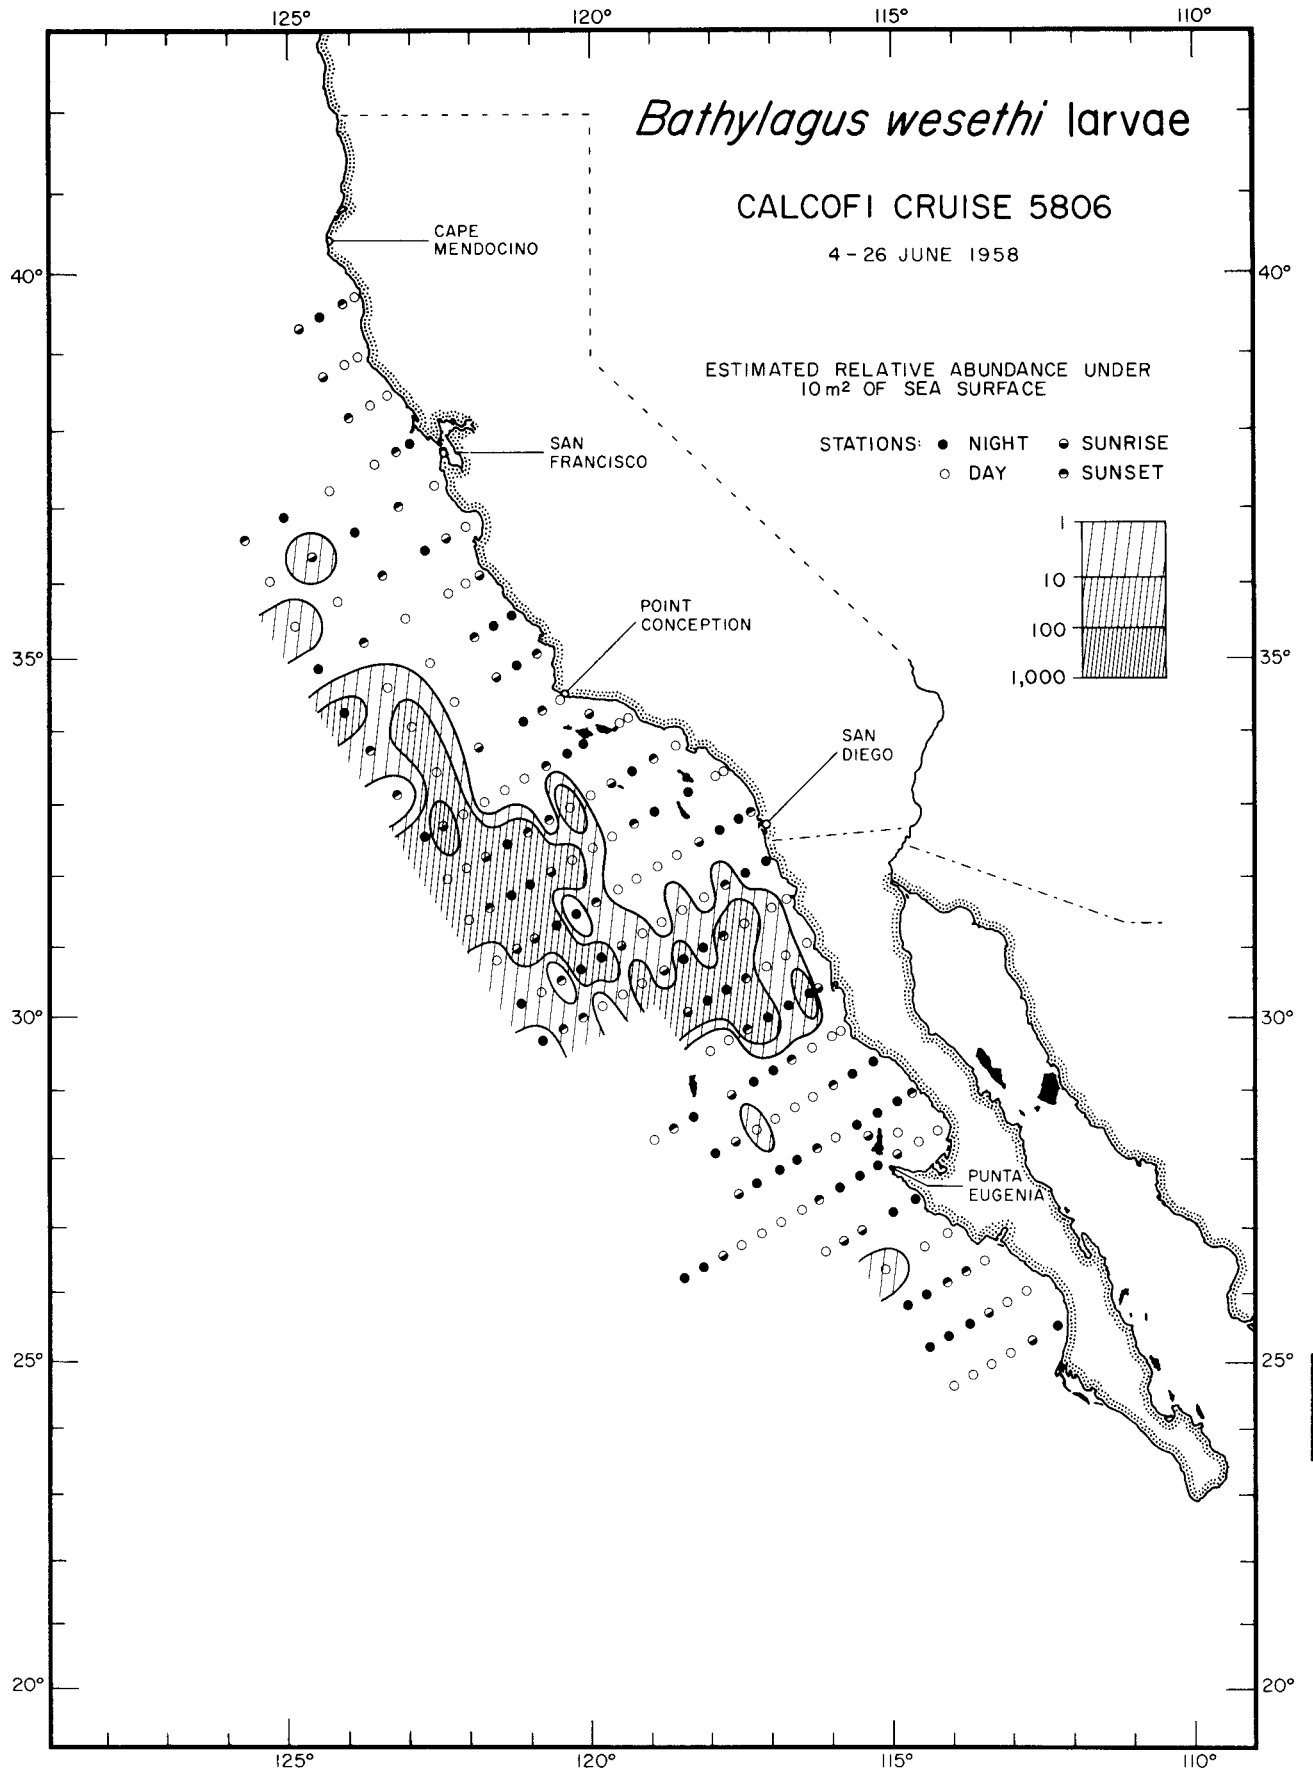 125° 120° 115° 110°
Bathylagus wesethi larvae
CALCOFI CRUISE 5806
4-26 JUNE 1958
CAPE
MENDOCINO
40° 40°
ESTIMATED RELATIVE ABUNDANCE UNDER
10 m² OF SEA SURFACE
STATIONS: ● NIGHT SUNRISE
○ DAY SUNSET
SAN
FRANCISCO
1
10
100
1,000
POINT
CONCEPTION
35° 35°
SAN
DIEGO
30° 30°
PUNTA
EUGENIA
25° 25°
20° 20°
125° 120° 115° 110°